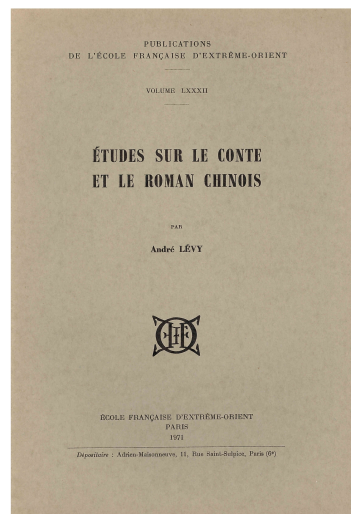 PUBLICATIONS
DE L'ÉCOLE FRANÇAISE D'EXTRÊME-ORIENT
VOLUME LXXXII
ÉTUDES SUR LE CONTE
ET LE ROMAN CHINOIS
PAR
André LÉVY
ÉCOLE FRANÇAISE D'EXTRÊME-ORIENT
PARIS
1971
Dépositaire : Adrien-Maisonneuve, 11, Rue Saint-Sulpice, Paris (6e)